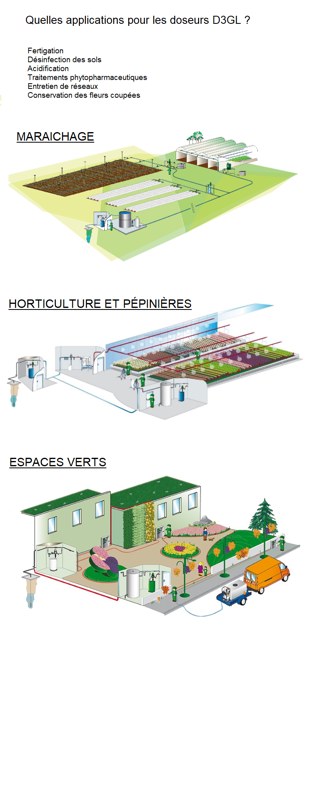 Quelles applications pour les doseurs D3GL ?
Fertigation
Désinfection des sols
Acidification
Traitements phytopharmaceutiques
Entretien de réseaux
Conservation des fleurs coupées
MARAICHAGE
HORTICULTURE ET PÉPINIÈRES
ESPACES VERTS